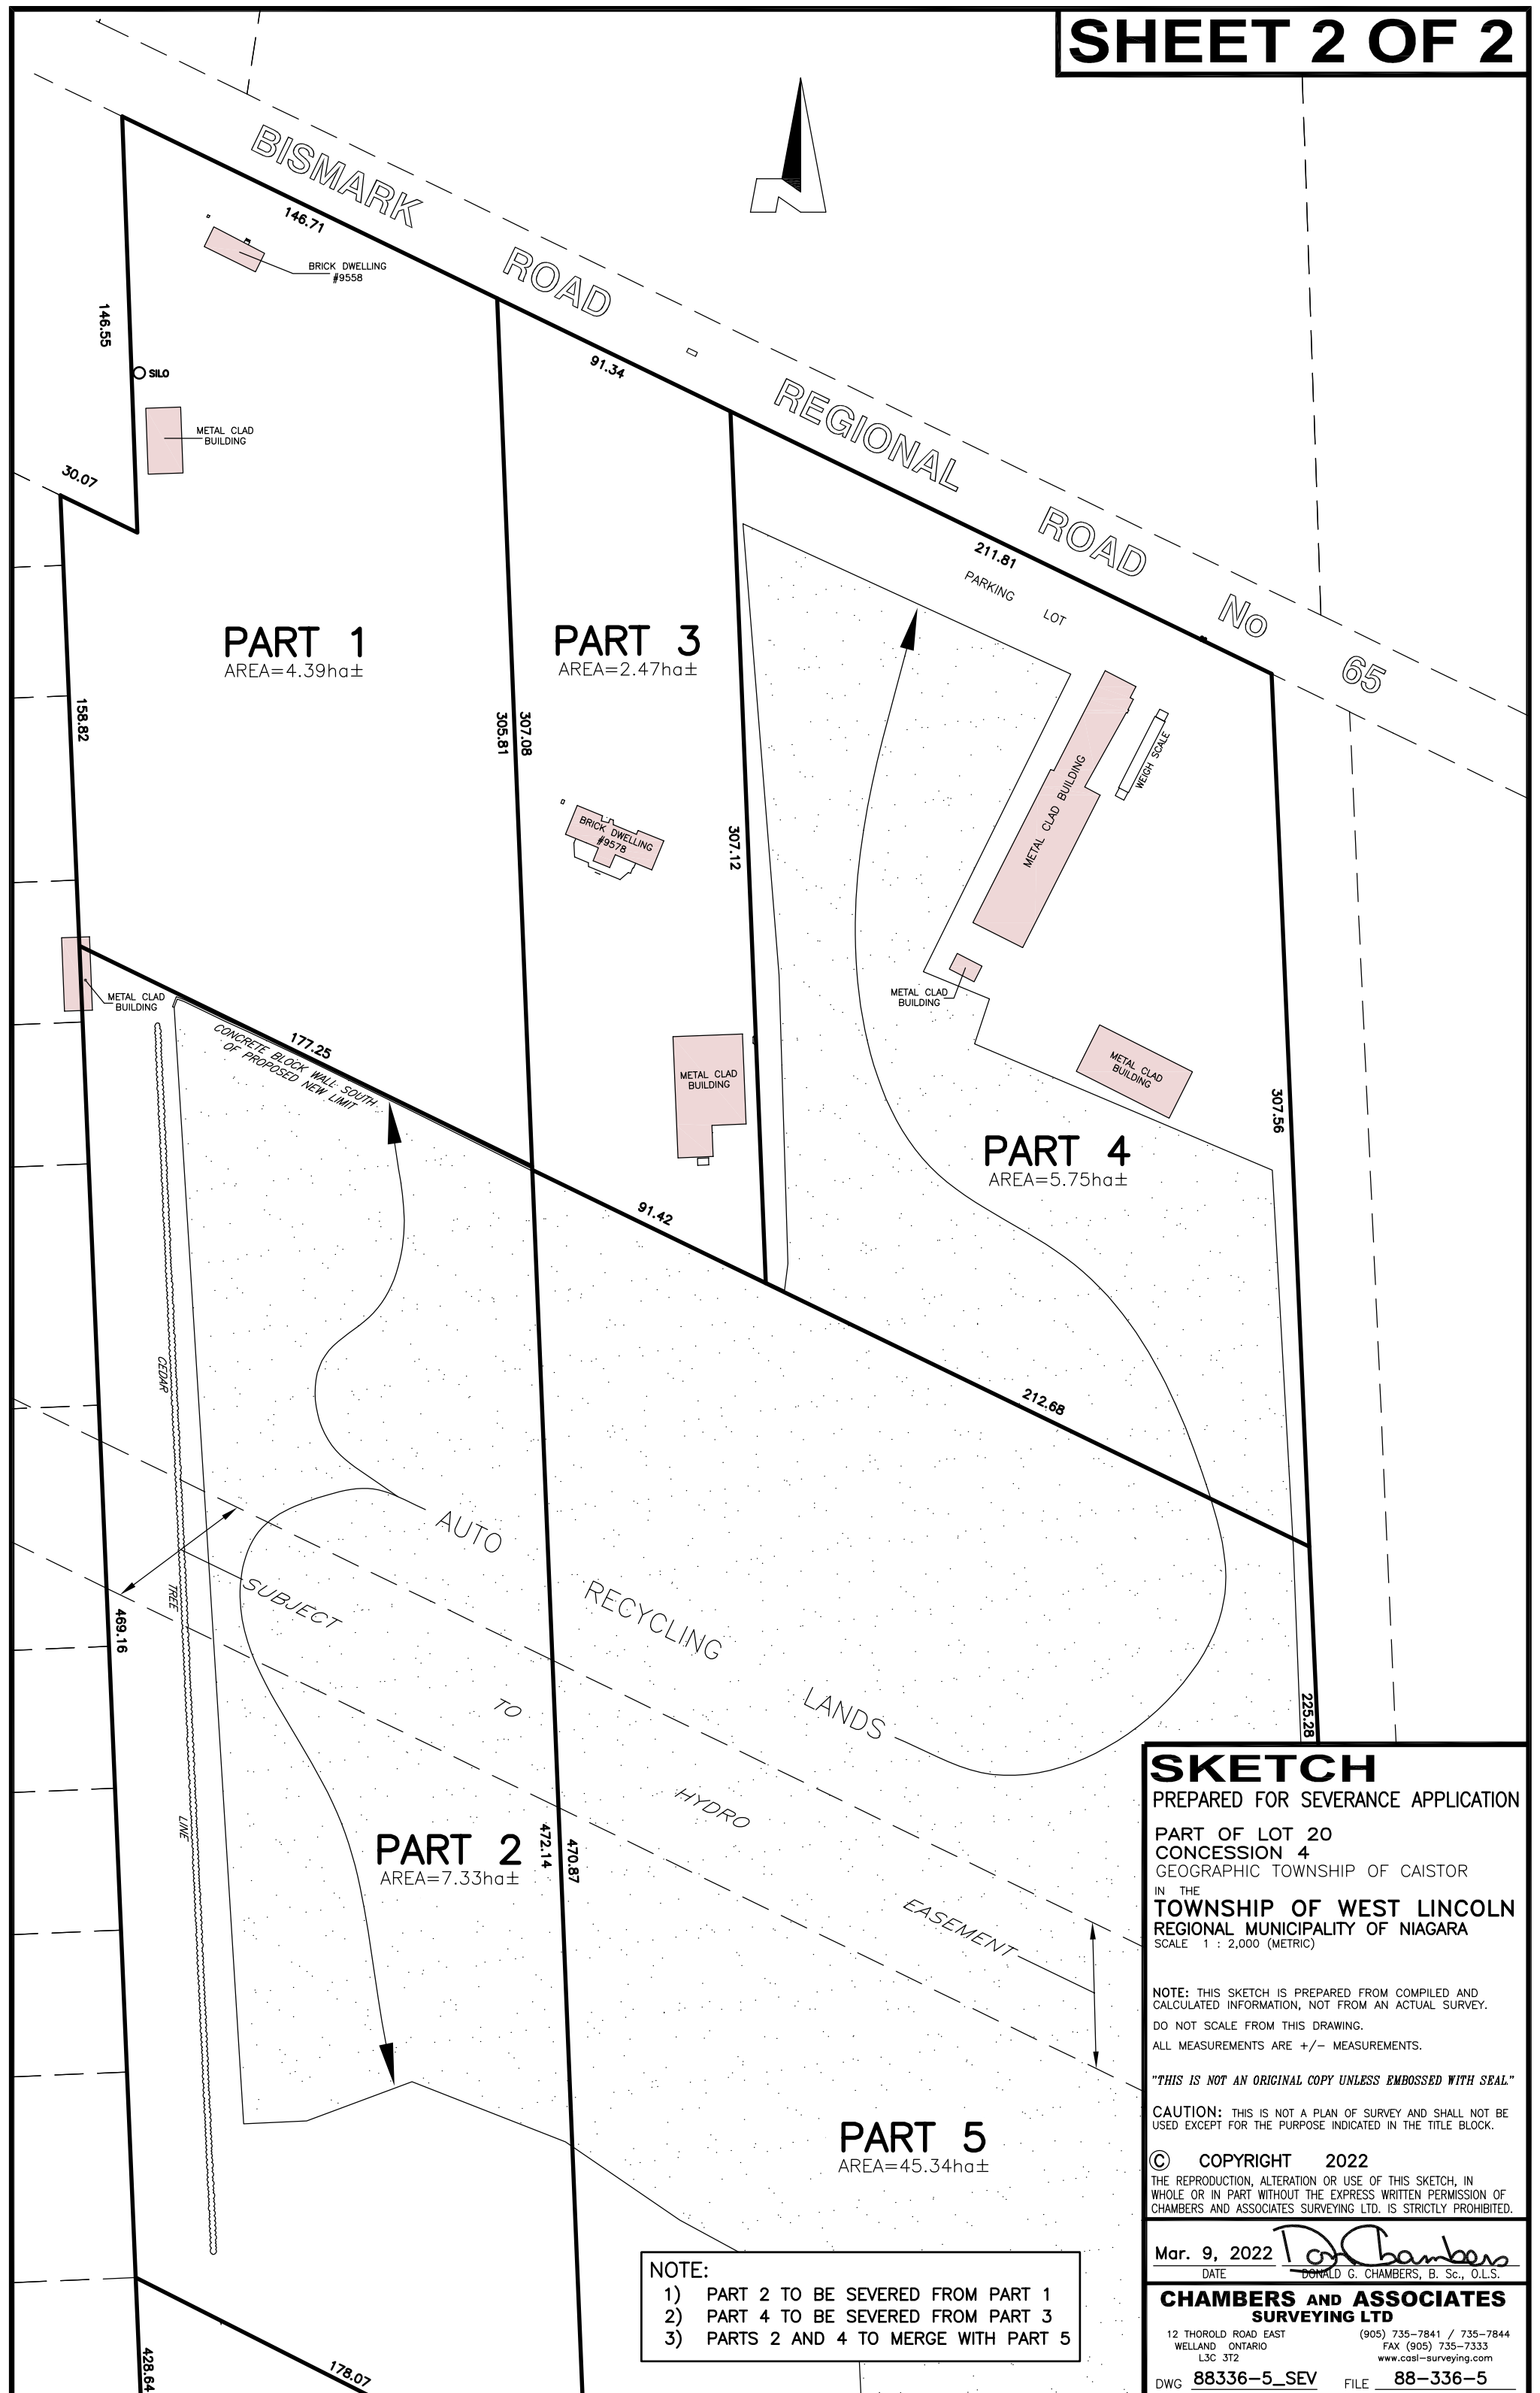 SHEET 2 OF 2
BISMARK ROAD REGIONAL ROAD No 65
146.71
BRICK DWELLING
#9558
146.55
SILO
METAL CLAD
BUILDING
30.07
91.34
211.81
PARKING LOT
PART 1
AREA=4.39ha±
PART 3
AREA=2.47ha±
158.82
305.81
307.08
307.12
BRICK DWELLING
#9578
METAL CLAD BUILDING
WEIGH SCALE
METAL CLAD
BUILDING
METAL CLAD
BUILDING
METAL CLAD
BUILDING
177.25
CONCRETE BLOCK WALL SOUTH
OF PROPOSED NEW LIMIT
METAL CLAD
BUILDING
307.56
PART 4
AREA=5.75ha±
91.42
212.68
CEDAR TREE LINE
AUTO RECYCLING LANDS
SUBJECT TO HYDRO EASEMENT
469.16
225.28
PART 2
AREA=7.33ha±
472.14
470.87
PART 5
AREA=45.34ha±
428.64
178.07
NOTE:
1) PART 2 TO BE SEVERED FROM PART 1
2) PART 4 TO BE SEVERED FROM PART 3
3) PARTS 2 AND 4 TO MERGE WITH PART 5
SKETCH
PREPARED FOR SEVERANCE APPLICATION
PART OF LOT 20
CONCESSION 4
GEOGRAPHIC TOWNSHIP OF CAISTOR
IN THE
TOWNSHIP OF WEST LINCOLN
REGIONAL MUNICIPALITY OF NIAGARA
SCALE 1 : 2,000 (METRIC)
NOTE: THIS SKETCH IS PREPARED FROM COMPILED AND
CALCULATED INFORMATION, NOT FROM AN ACTUAL SURVEY.
DO NOT SCALE FROM THIS DRAWING.
ALL MEASUREMENTS ARE +/- MEASUREMENTS.
"THIS IS NOT AN ORIGINAL COPY UNLESS EMBOSSED WITH SEAL"
CAUTION: THIS IS NOT A PLAN OF SURVEY AND SHALL NOT BE
USED EXCEPT FOR THE PURPOSE INDICATED IN THE TITLE BLOCK.
© COPYRIGHT 2022
THE REPRODUCTION, ALTERATION OR USE OF THIS SKETCH, IN
WHOLE OR IN PART WITHOUT THE EXPRESS WRITTEN PERMISSION OF
CHAMBERS AND ASSOCIATES SURVEYING LTD. IS STRICTLY PROHIBITED.
Mar. 9, 2022 Don Chambers
DATE DONALD G. CHAMBERS, B. Sc., O.L.S.
CHAMBERS AND ASSOCIATES
SURVEYING LTD
12 THOROLD ROAD EAST (905) 735-7841 / 735-7844
WELLAND ONTARIO FAX (905) 735-7333
L3C 3T2 www.casl-surveying.com
DWG 88336-5_SEV FILE 88-336-5